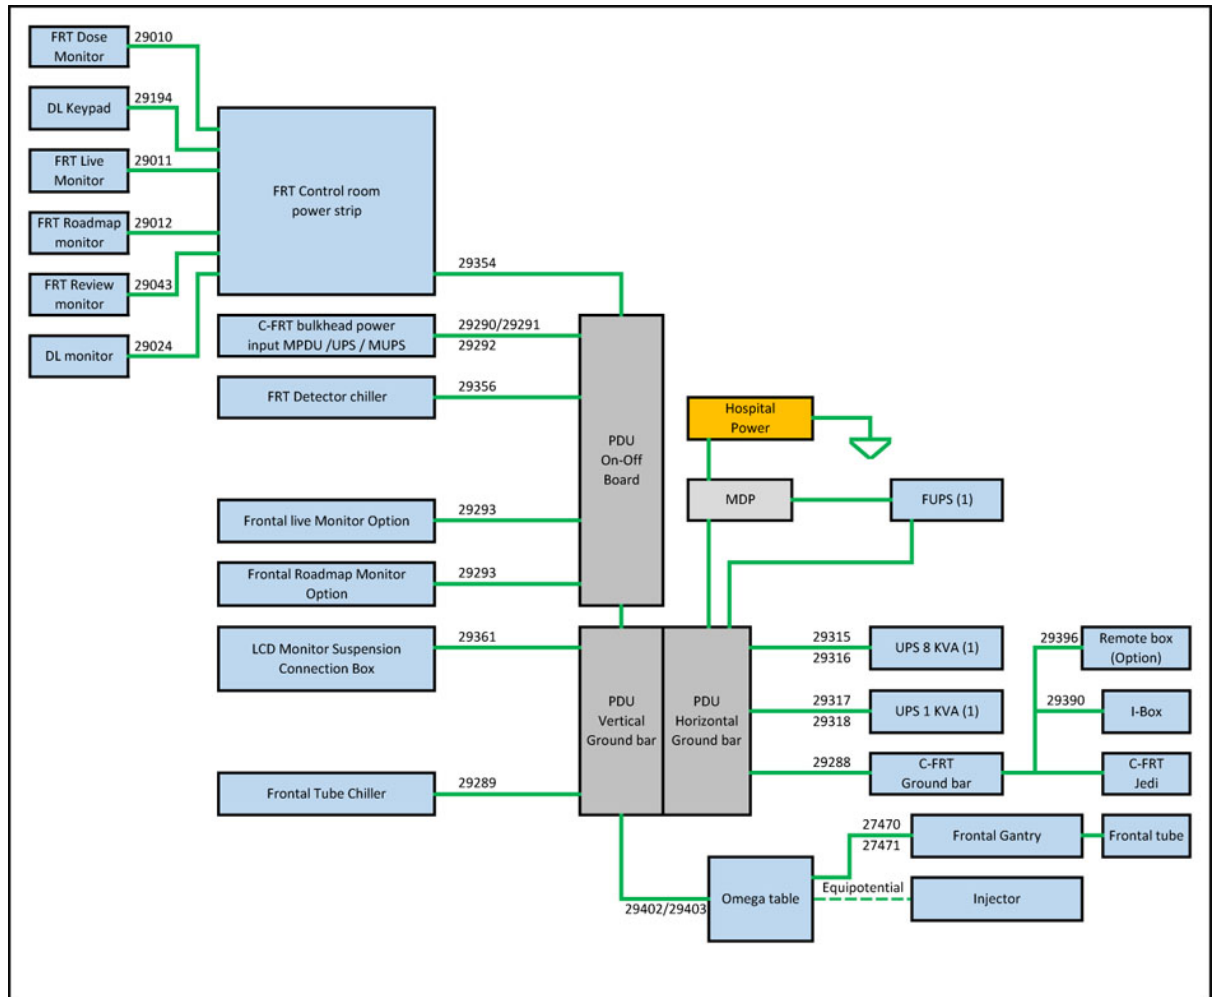 FRT Dose
Monitor
29010
DL Keypad
29194
FRT Live
Monitor
29011
FRT Roadmap
monitor
29012
FRT Review
monitor
29043
DL monitor
29024
FRT Control room
power strip
29354
C-FRT bulkhead power
input MPDU /UPS / MUPS
29290/29291
29292
FRT Detector chiller
29356
Frontal live Monitor Option
29293
Frontal Roadmap Monitor
Option
29293
LCD Monitor Suspension
Connection Box
29361
Frontal Tube Chiller
29289
PDU
On-Off
Board
Hospital
Power
MDP
FUPS (1)
PDU
Vertical
Ground bar
PDU
Horizontal
Ground bar
29315
29316
UPS 8 KVA (1)
29317
29318
UPS 1 KVA (1)
29288
C-FRT
Ground bar
29396
Remote box
(Option)
29390
I-Box
C-FRT
Jedi
29402/29403
Omega table
27470
27471
Frontal Gantry
Frontal tube
Equipotential
Injector